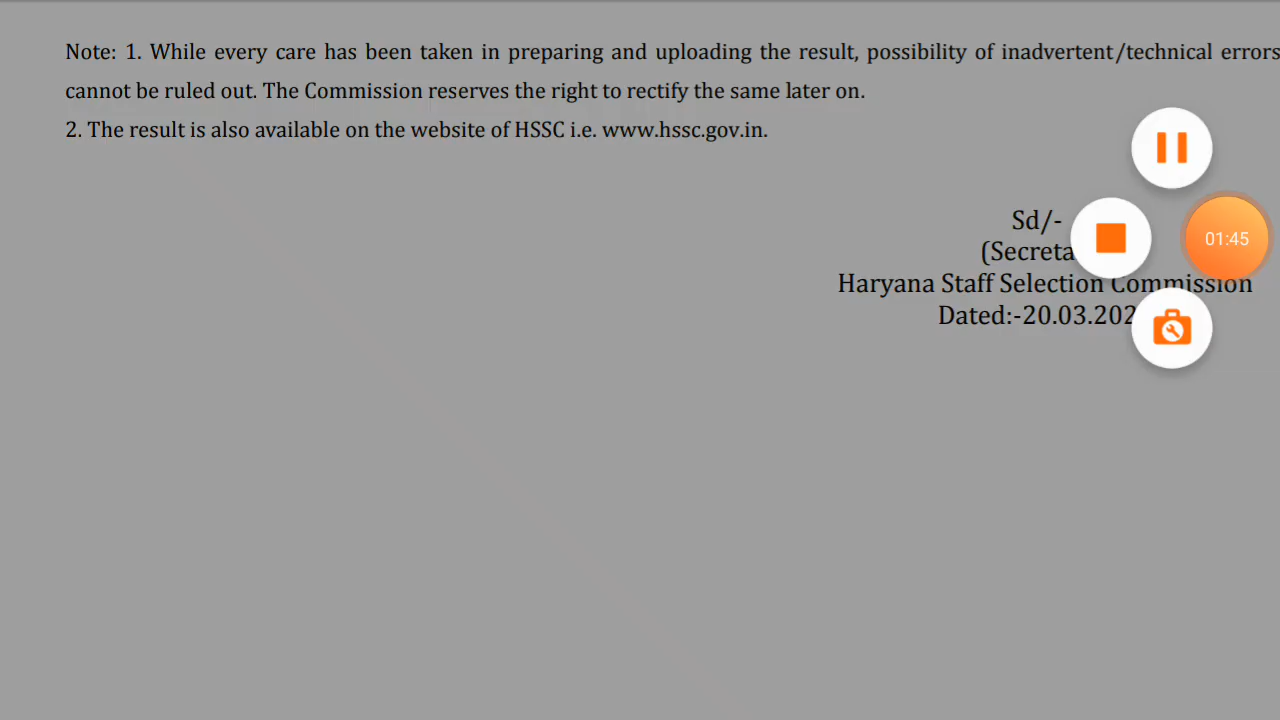 Note: 1. While every care has been taken in preparing and uploading the result, possibility of inadvertent/technical errors
cannot be ruled out. The Commission reserves the right to rectify the same later on.
2. The result is also available on the website of HSSC i.e. www.hssc.gov.in.
Sd/-
(Secreta
01:45
Haryana Staff Selection Commission
Dated:-20.03.202